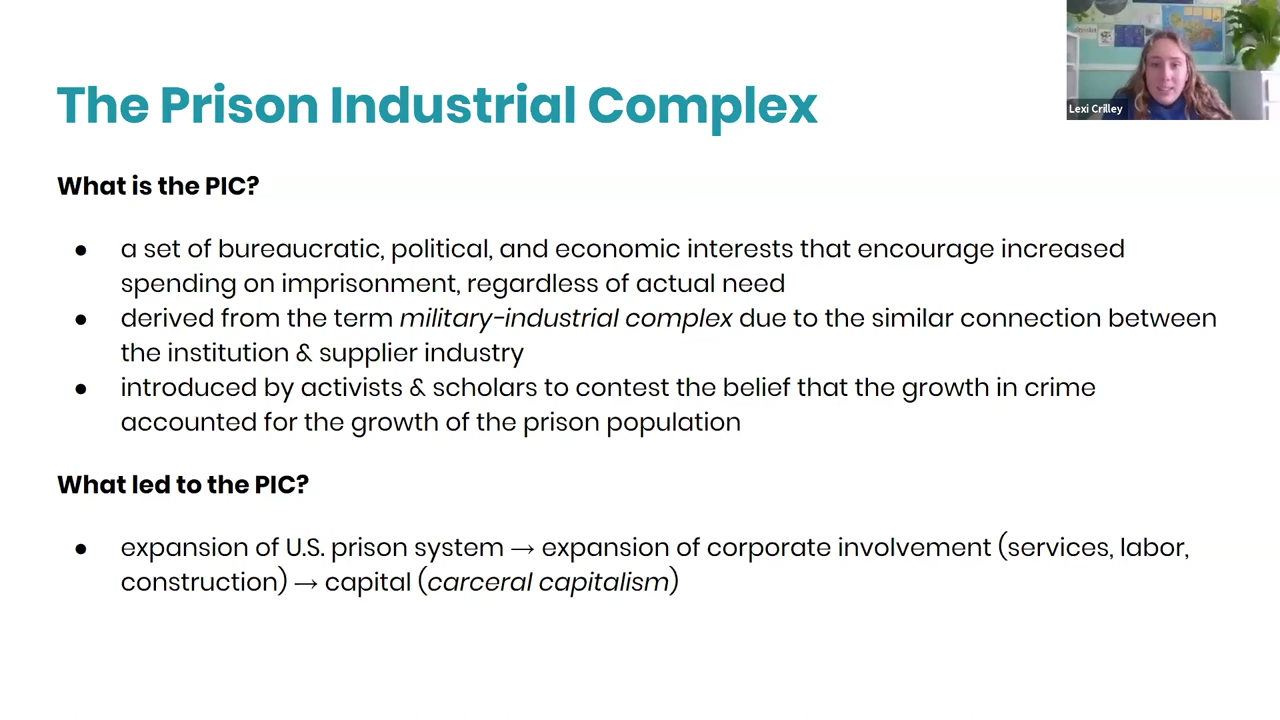 The Prison Industrial Complex
Lexi Crilley
What is the PIC?
● a set of bureaucratic, political, and economic interests that encourage increased
spending on imprisonment, regardless of actual need
● derived from the term military-industrial complex due to the similar connection between
the institution & supplier industry
● introduced by activists & scholars to contest the belief that the growth in crime
accounted for the growth of the prison population
What led to the PIC?
● expansion of U.S. prison system → expansion of corporate involvement (services, labor,
construction) → capital (carceral capitalism)